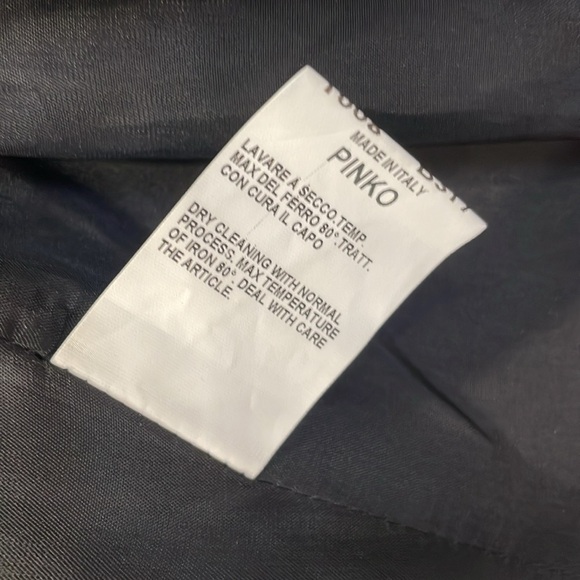 MADE IN ITALY
PINKO
LAVARE A SECCO.TEMP.
MAX DEL FERRO 80°.TRATT.
CON CURA IL CAPO
DRY CLEANING WITH NORMAL
PROCESS. MAX TEMPERATURE
OF IRON 80° DEAL WITH CARE
THE ARTICLE.